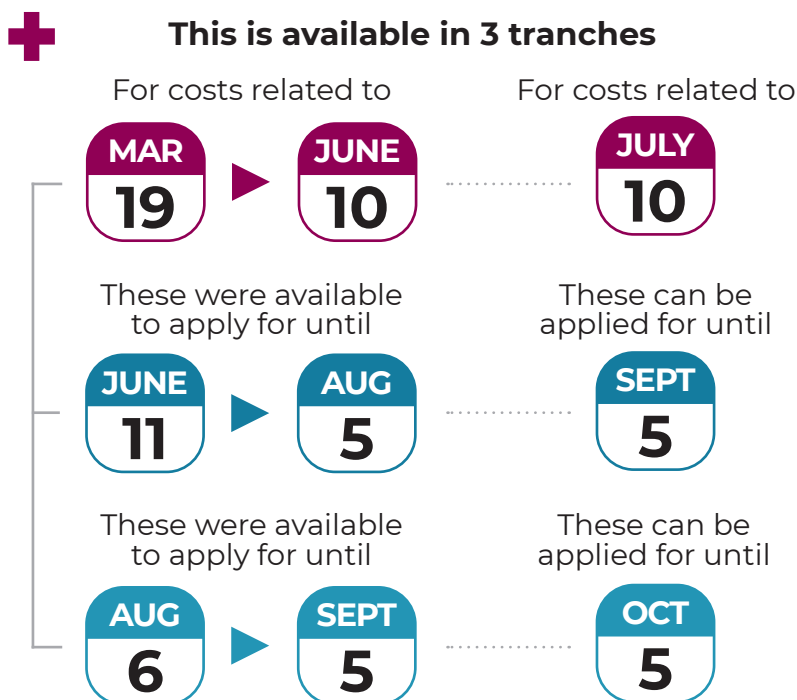 This is available in 3 tranches
For costs related to
For costs related to
MAR
19
JUNE
10
JULY
10
These were available
to apply for until
These can be
applied for until
JUNE
11
AUG
5
SEPT
5
These were available
to apply for until
These can be
applied for until
AUG
6
SEPT
5
OCT
5